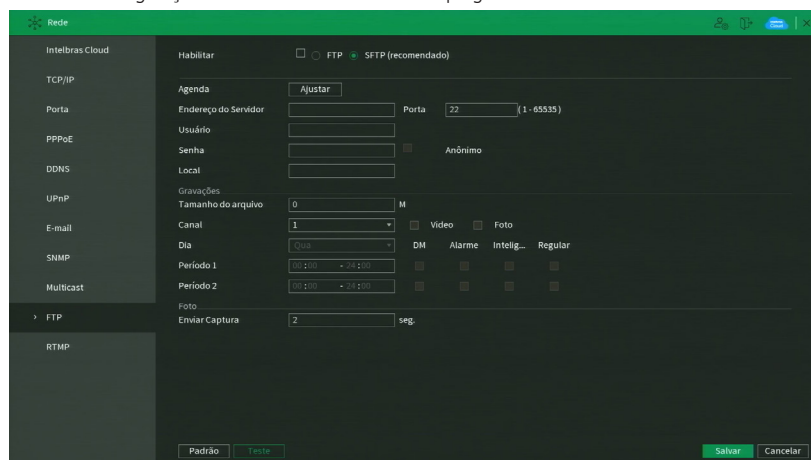 Rede
Cloud
Intelbras Cloud
TCP/IP
Porta
PPPoE
DDNS
UPnP
E-mail
SNMP
Multicast
> FTP
RTMP
Habilitar FTP SFTP (recomendado)
Agenda Ajustar
Endereço do Servidor Porta 22 (1 - 65535)
Usuário
Senha Anônimo
Local
Gravações
Tamanho do arquivo 0 M
Canal 1 Video Foto
Dia Qua DM Alarme Intelig... Regular
Período 1 00:00 - 24:00
Período 2 00:00 - 24:00
Foto
Enviar Captura 2 seg.
Padrão Teste Salvar Cancelar